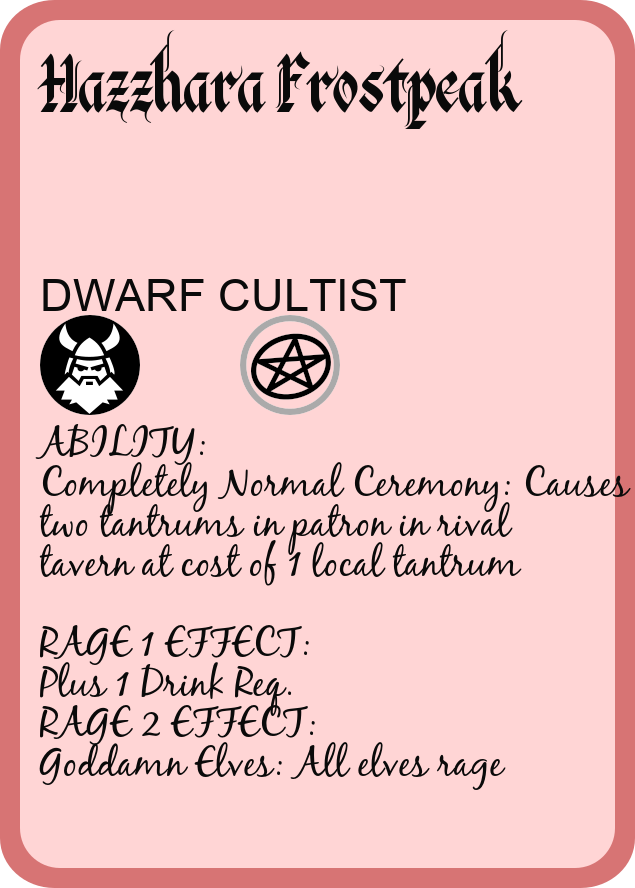 Hazzhara Frostpeak
DWARF CULTIST
ABILITY:
Completely Normal Ceremony: Causes
two tantrums in patron in rival
tavern at cost of 1 local tantrum
RAGE 1 EFFECT:
Plus 1 Drink Req.
RAGE 2 EFFECT:
Goddamn Elves: All elves rage